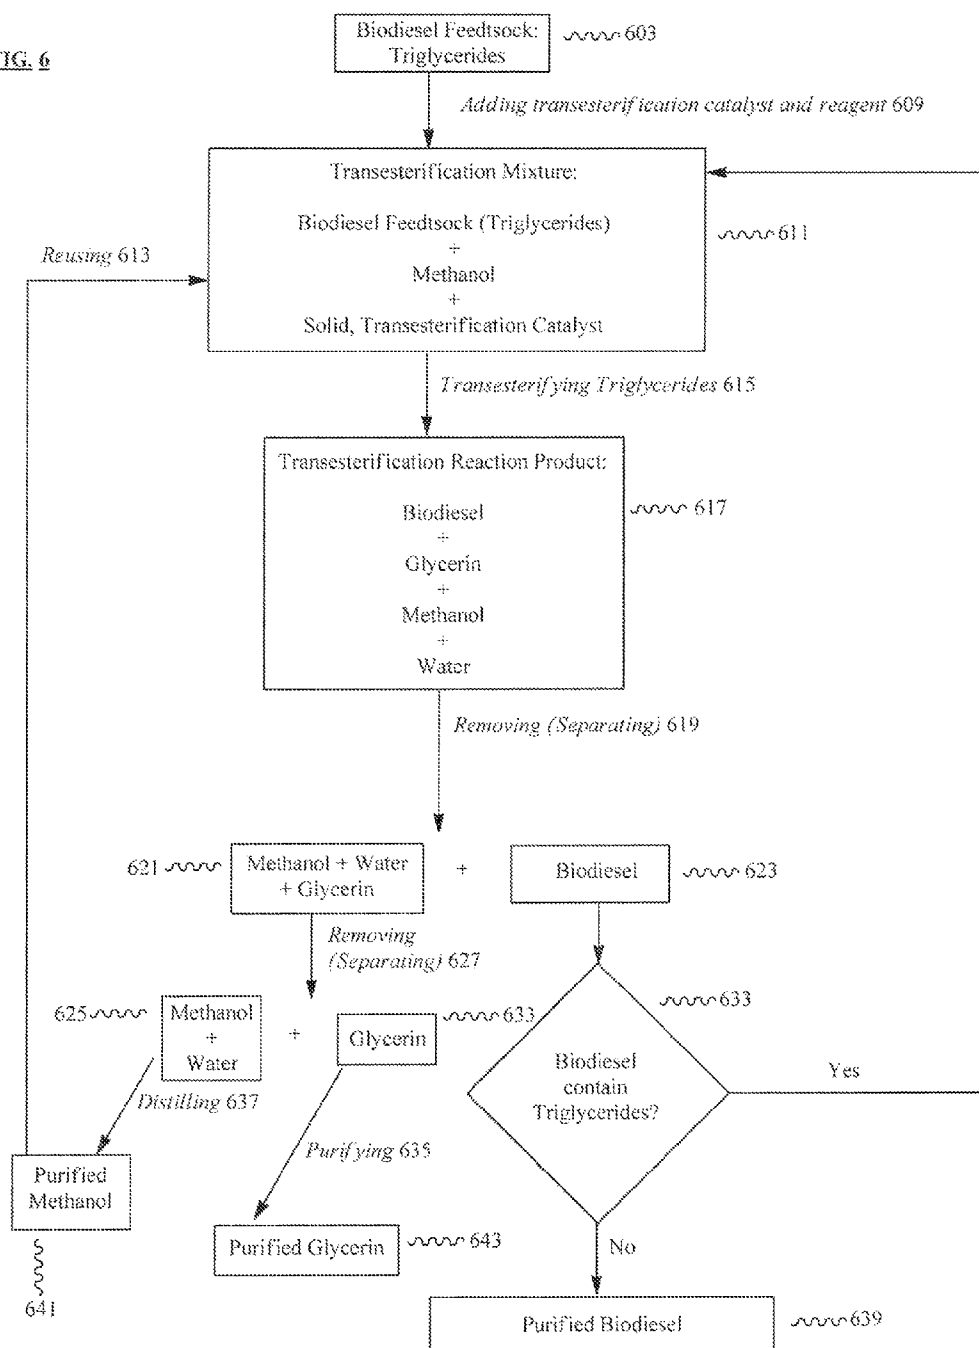 Biodiesel Feedtsock:
Triglycerides
603
FIG. 6
Adding transesterification catalyst and reagent 609
Transesterification Mixture:
Biodiesel Feedtsock (Triglycerides)
+
Methanol
+
Solid, Transesterification Catalyst
611
Reusing 613
Transesterifying Triglycerides 615
Transesterification Reaction Product:
Biodiesel
+
Glycerin
+
Methanol
+
Water
617
Removing (Separating) 619
621
Methanol + Water
+ Glycerin
+
Biodiesel
623
Removing
(Separating) 627
625
Methanol
+
Water
+
Glycerin
633
633
Biodiesel
contain
Triglycerides?
Yes
Distilling 637
Purifying 635
Purified
Methanol
641
Purified Glycerin
643
No
Purified Biodiesel
639